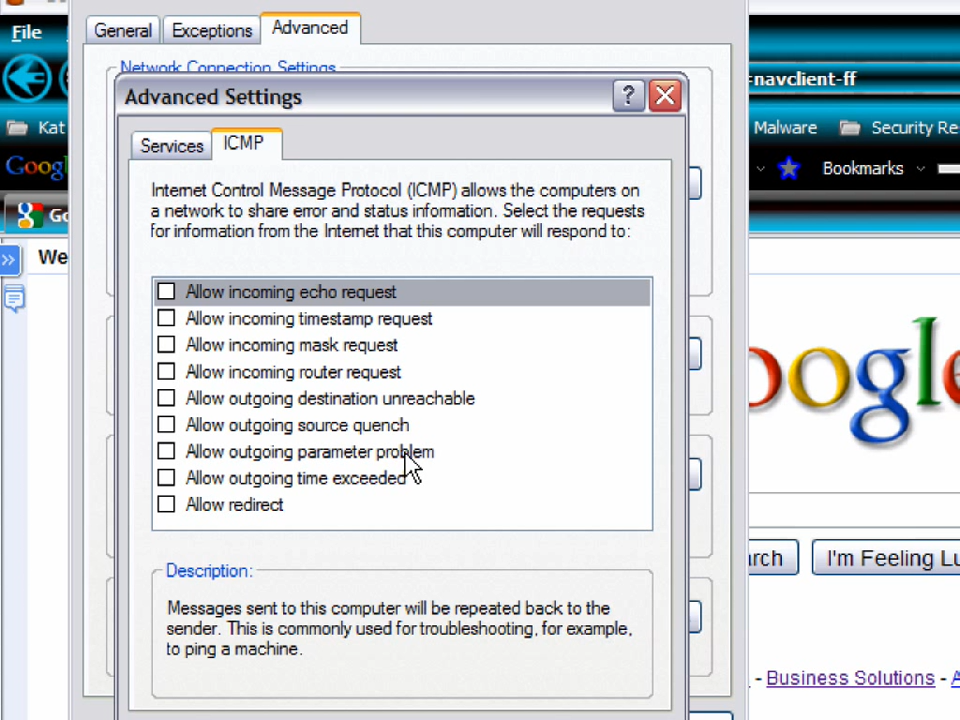 General Exceptions Advanced
File
Network Connection Settings
Advanced Settings
?
=navclient-ff
Kat
Malware
Security Re
Services ICMP
Bookmarks
Internet Control Message Protocol (ICMP) allows the computers on
a network to share error and status information. Select the requests
for information from the Internet that this computer will respond to:
Go
We
Allow incoming echo request
Allow incoming timestamp request
Allow incoming mask request
Allow incoming router request
Allow outgoing destination unreachable
Allow outgoing source quench
Allow outgoing parameter problem
Allow outgoing time exceeded
Allow redirect
oogle
arch
I'm Feeling Lu
Description:
Messages sent to this computer will be repeated back to the
sender. This is commonly used for troubleshooting, for example,
to ping a machine.
- Business Solutions - A